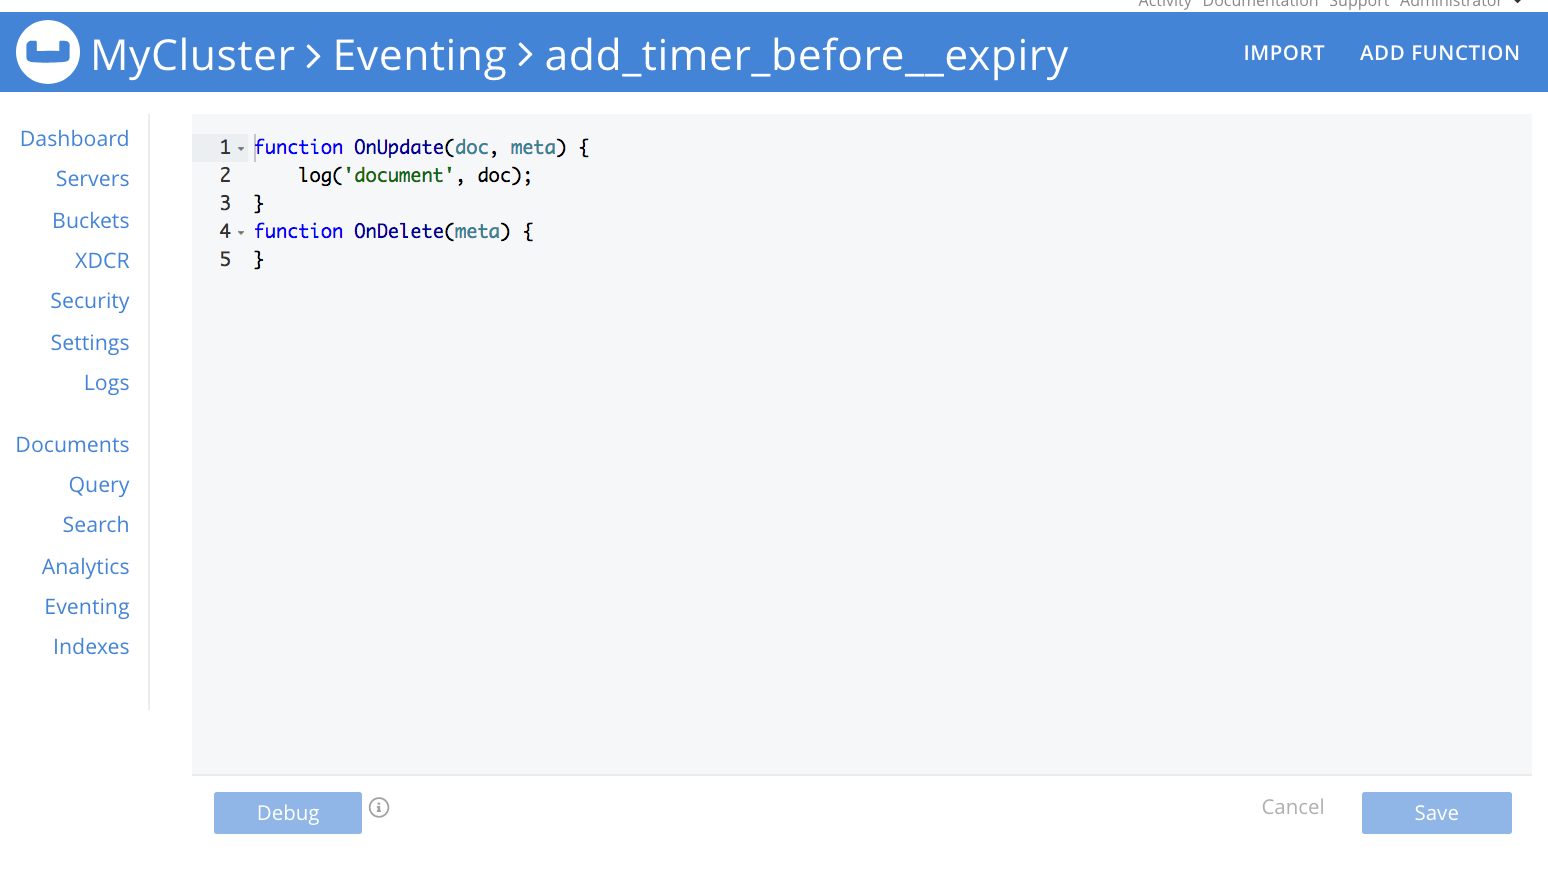 Activity Documentation Support Administrator
MyCluster > Eventing > add_timer_before__expiry
IMPORT ADD FUNCTION
Dashboard
Servers
Buckets
XDCR
Security
Settings
Logs
Documents
Query
Search
Analytics
Eventing
Indexes
1 function OnUpdate(doc, meta) {
2     log('document', doc);
3 }
4 function OnDelete(meta) {
5 }
Debug
Cancel Save